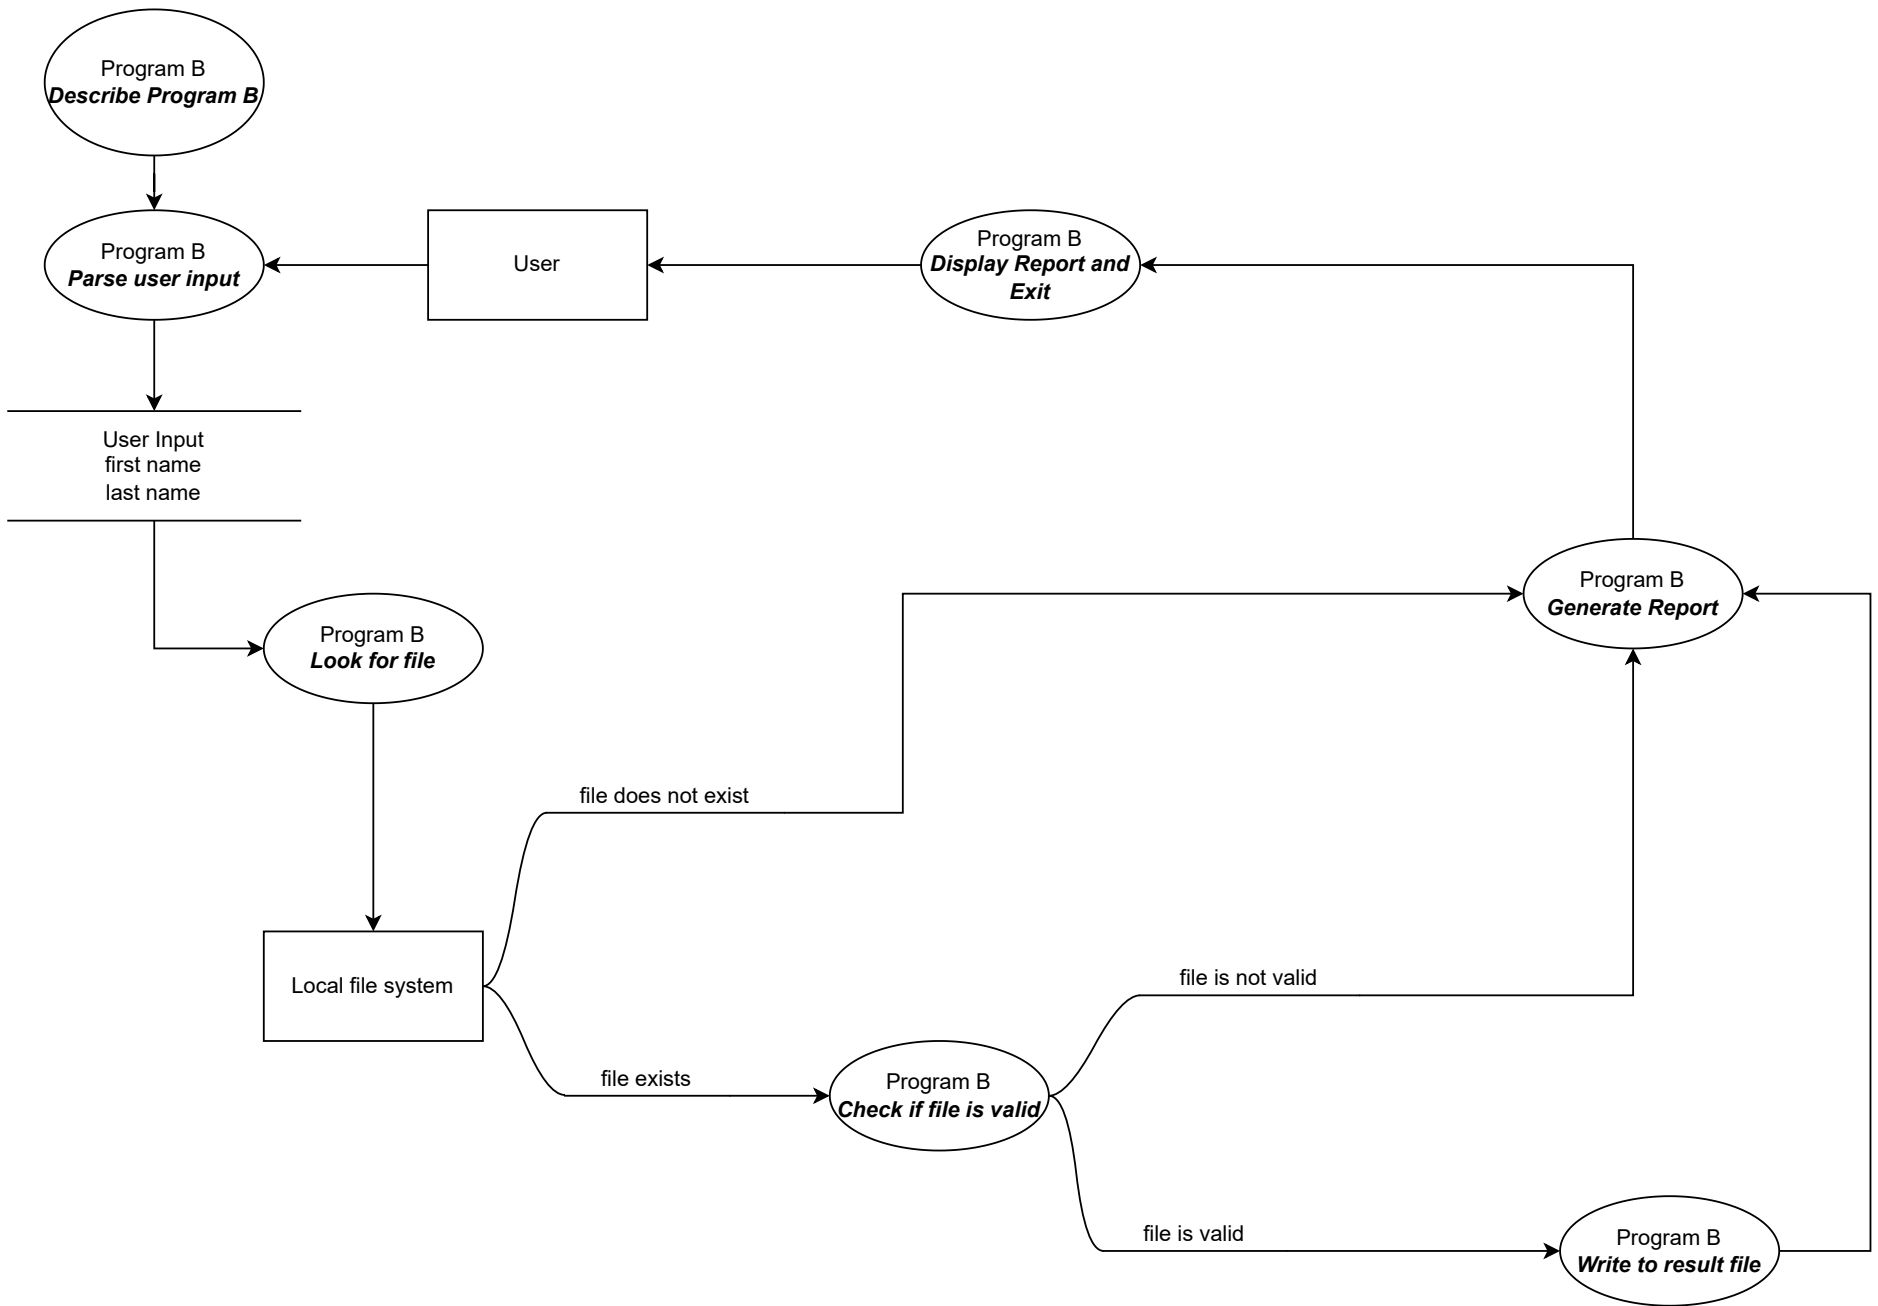 Program B
Describe Program B
Program B
Parse user input
User
Program B
Display Report and
Exit
User Input
first name
last name
Program B
Look for file
Program B
Generate Report
file does not exist
Local file system
file is not valid
file exists
Program B
Check if file is valid
file is valid
Program B
Write to result file